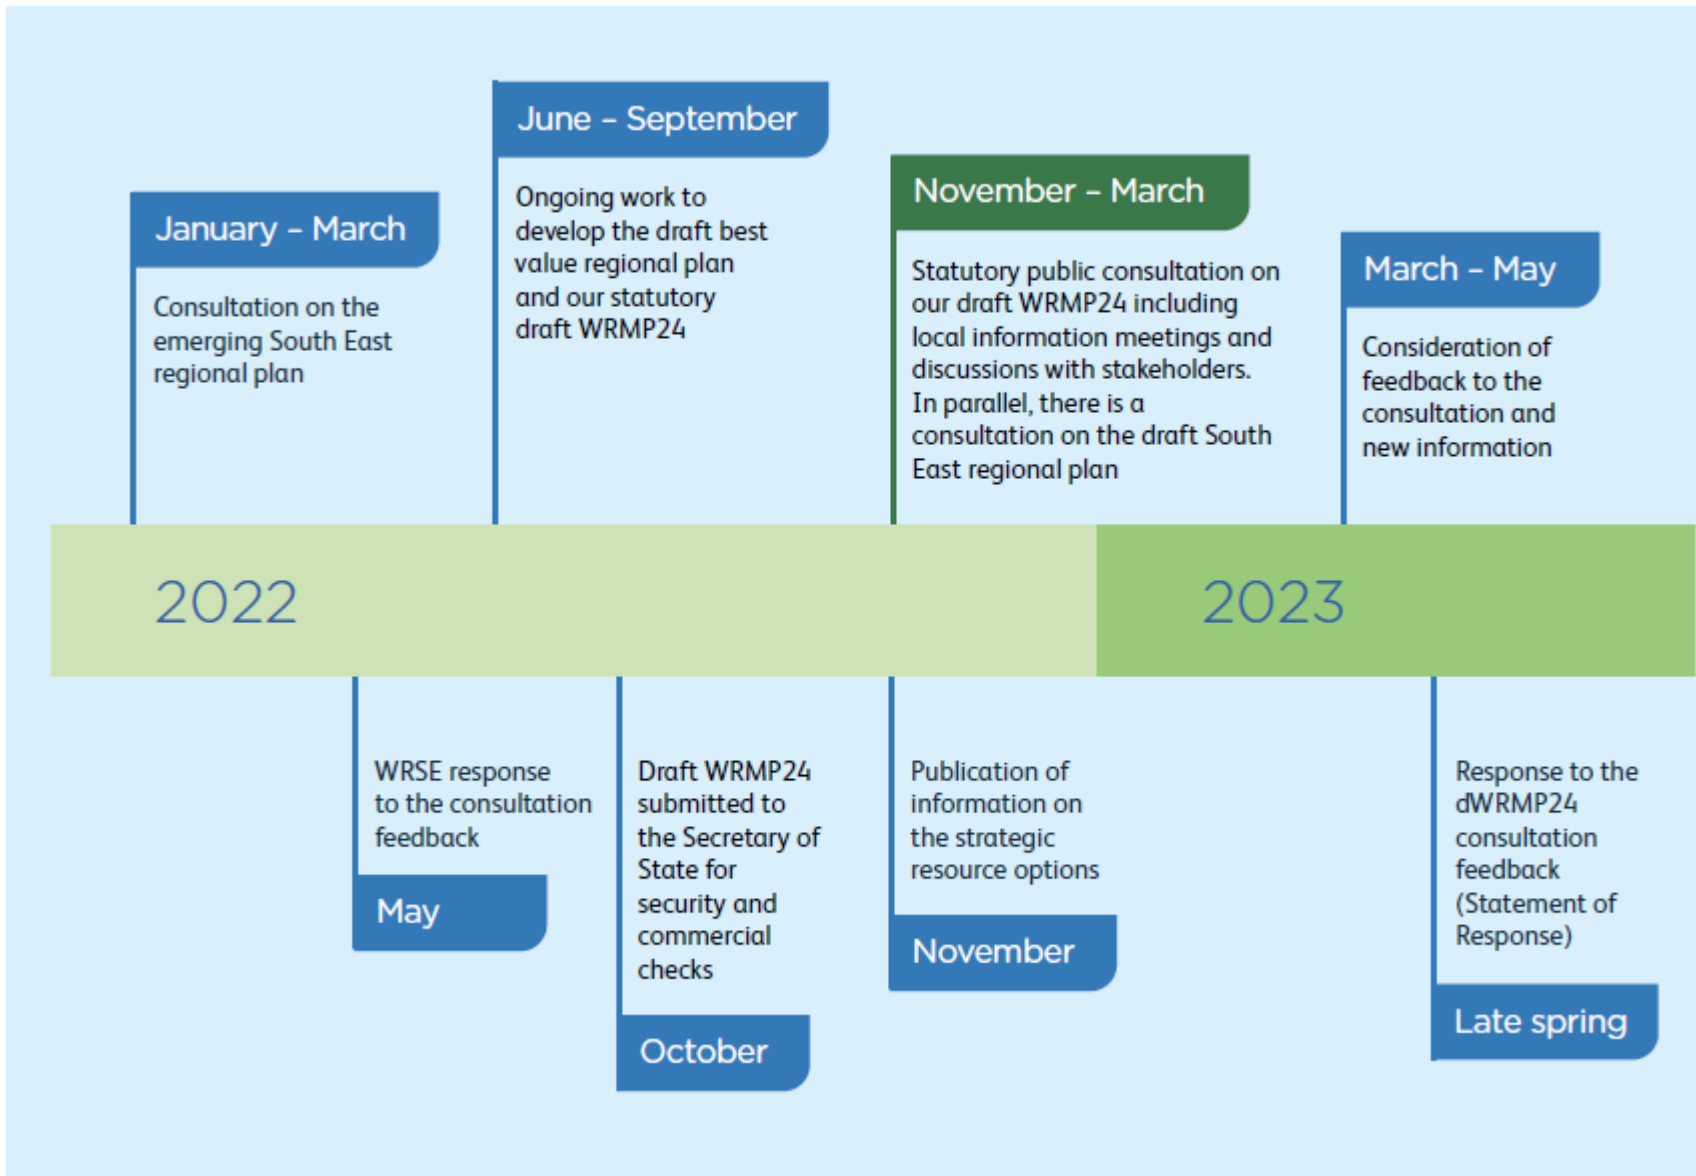 January – March
Consultation on the
emerging South East
regional plan
June – September
Ongoing work to
develop the draft best
value regional plan
and our statutory
draft WRMP24
November – March
Statutory public consultation on
our draft WRMP24 including
local information meetings and
discussions with stakeholders.
In parallel, there is a
consultation on the draft South
East regional plan
March – May
Consideration of
feedback to the
consultation and
new information
2022
2023
WRSE response
to the consultation
feedback
May
Draft WRMP24
submitted to
the Secretary of
State for
security and
commercial
checks
October
Publication of
information on
the strategic
resource options
November
Response to the
dWRMP24
consultation
feedback
(Statement of
Response)
Late spring